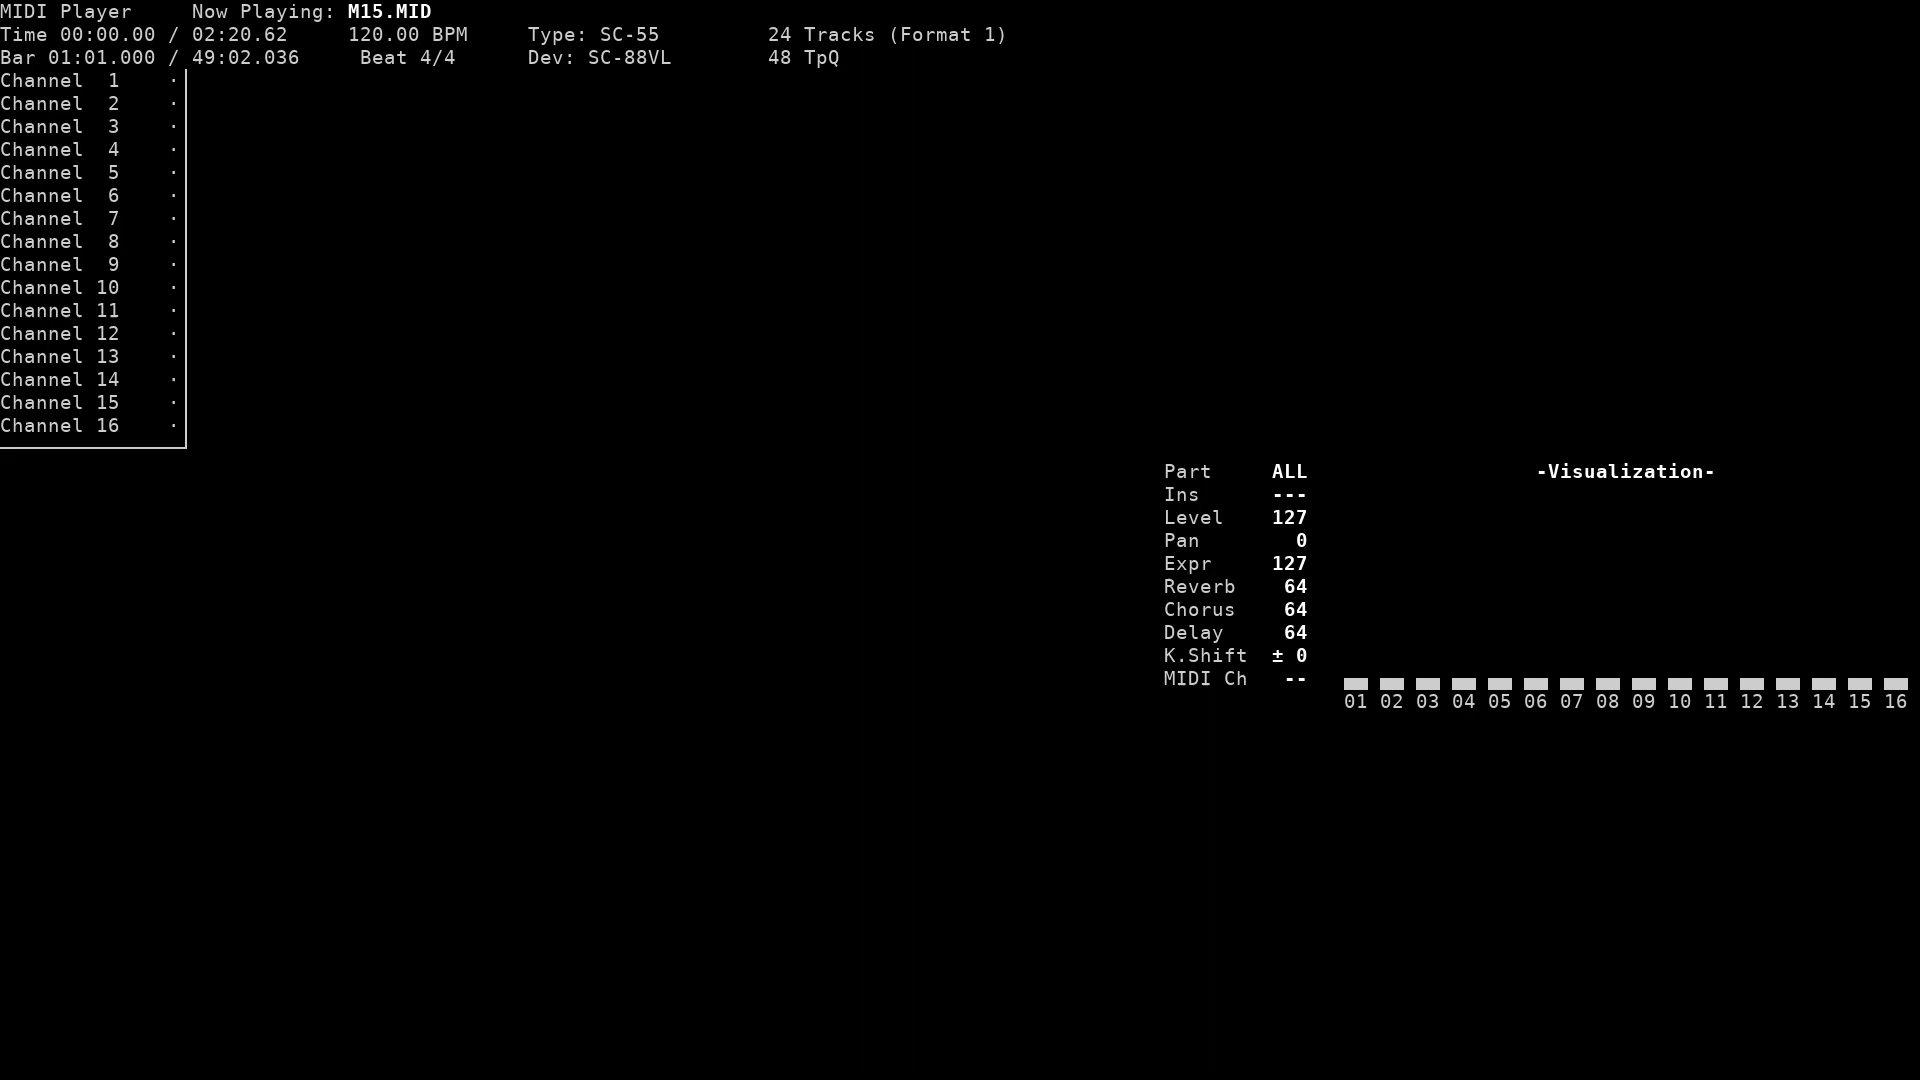 MIDI Player     Now Playing: M15.MID
Time 00:00.00 / 02:20.62     120.00 BPM     Type: SC-55         24 Tracks (Format 1)
Bar 01:01.000 / 49:02.036     Beat 4/4      Dev: SC-88VL        48 TpQ
Channel  1    ·
Channel  2    ·
Channel  3    ·
Channel  4    ·
Channel  5    ·
Channel  6    ·
Channel  7    ·
Channel  8    ·
Channel  9    ·
Channel 10    ·
Channel 11    ·
Channel 12    ·
Channel 13    ·
Channel 14    ·
Channel 15    ·
Channel 16    ·
Part     ALL     -Visualization-
Ins      ---
Level    127
Pan        0
Expr     127
Reverb    64
Chorus    64
Delay     64
K.Shift  ± 0
MIDI Ch   --
01 02 03 04 05 06 07 08 09 10 11 12 13 14 15 16